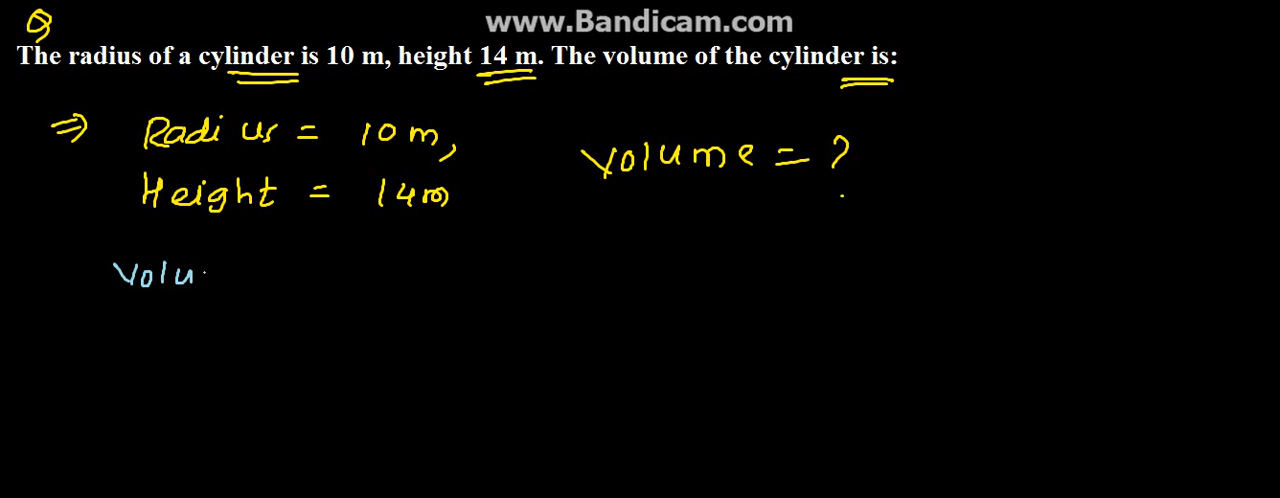 www.Bandicam.com
Q
The radius of a cylinder is 10 m, height 14 m. The volume of the cylinder is:
⇒ Radius = 10 m,
Volume = ?
Height = 14m
Volu